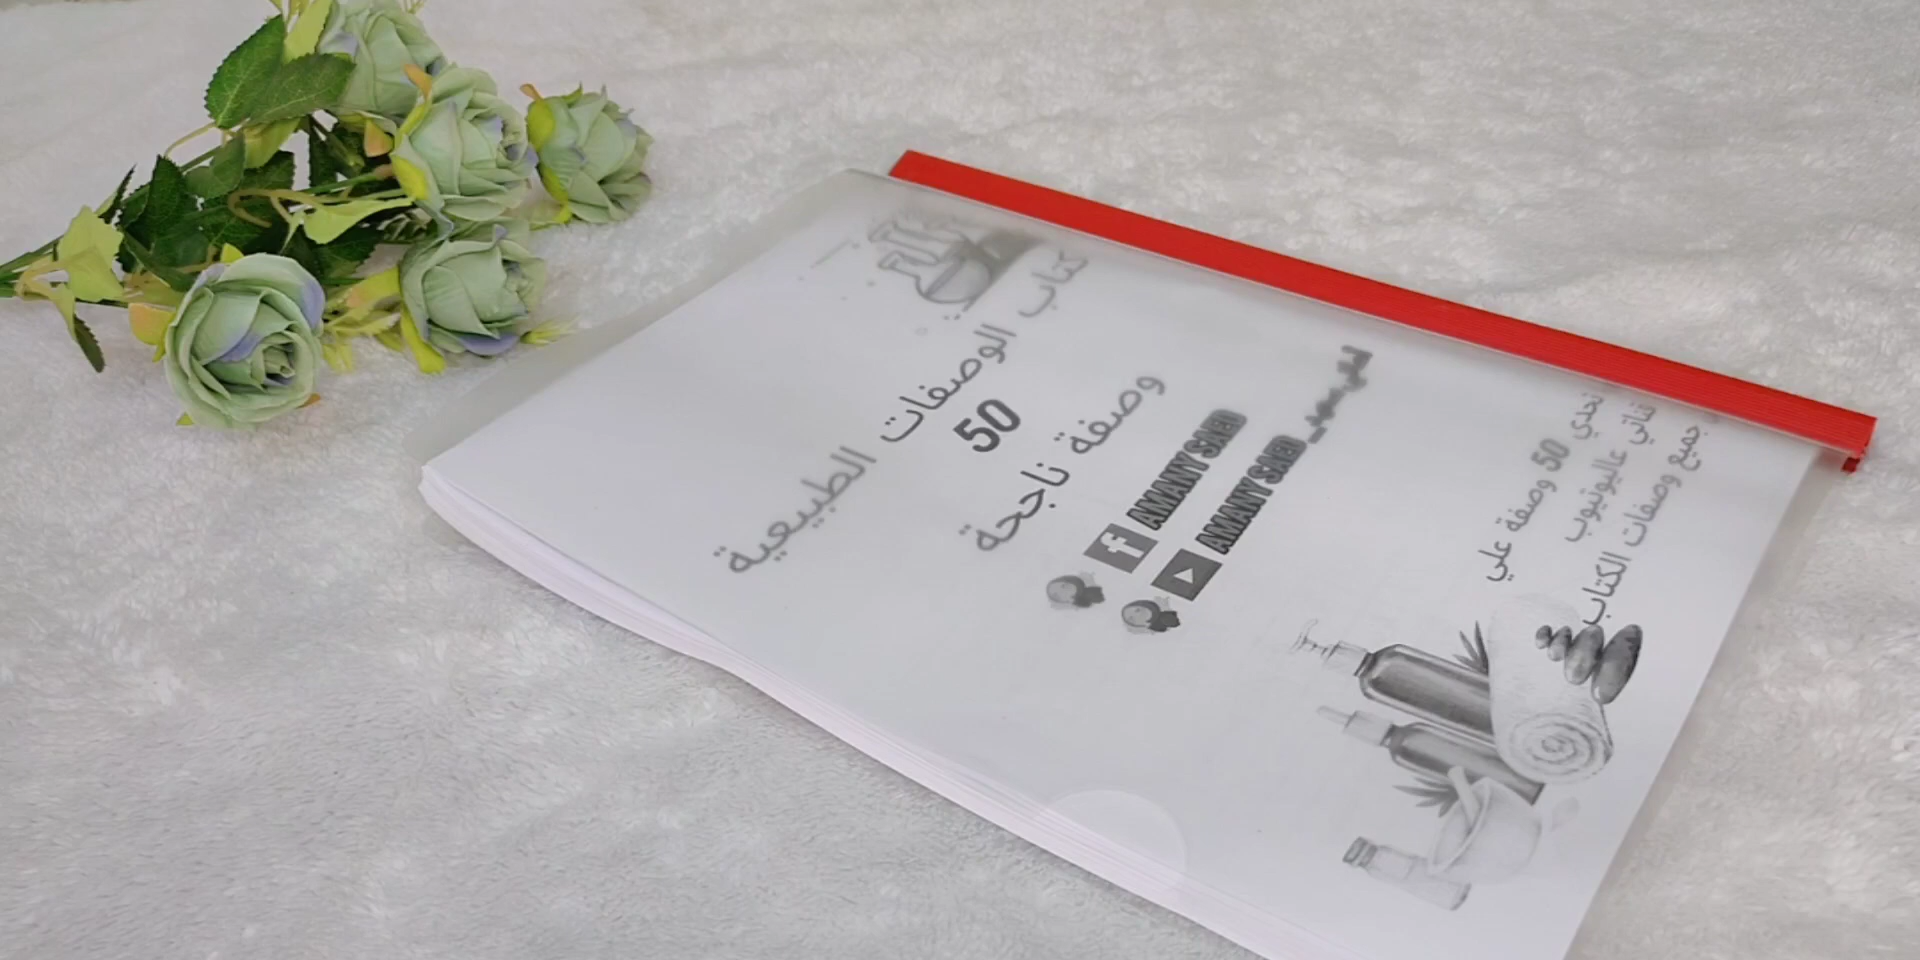 كتاب الوصفات الطبيعية
50
وصفة ناجحة
AMANY SAED
AMANY SAED
تحدي 50 وصفة علي
قناتي عاليوتيوب
جميع وصفات الكتاب